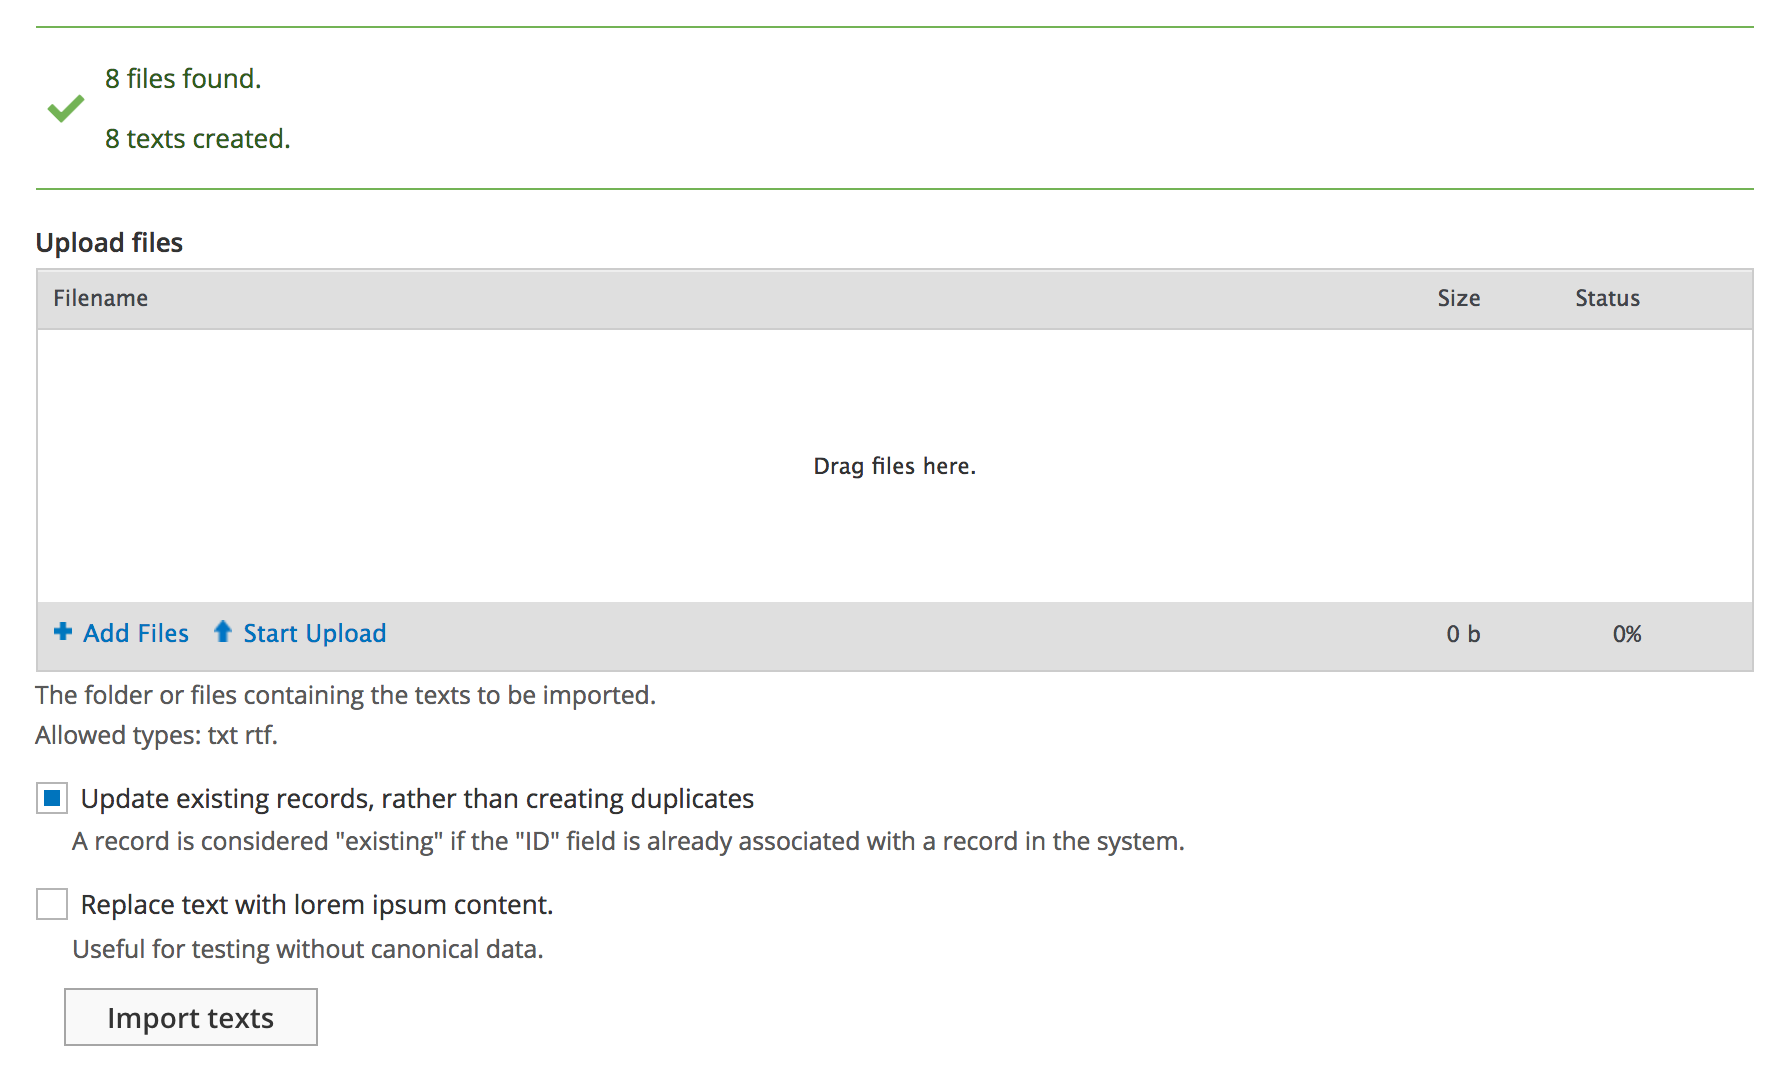 8 files found.
8 texts created.
Upload files
Filename Size Status
Drag files here.
Add Files Start Upload 0 b 0%
The folder or files containing the texts to be imported.
Allowed types: txt rtf.
Update existing records, rather than creating duplicates
A record is considered "existing" if the "ID" field is already associated with a record in the system.
Replace text with lorem ipsum content.
Useful for testing without canonical data.
Import texts